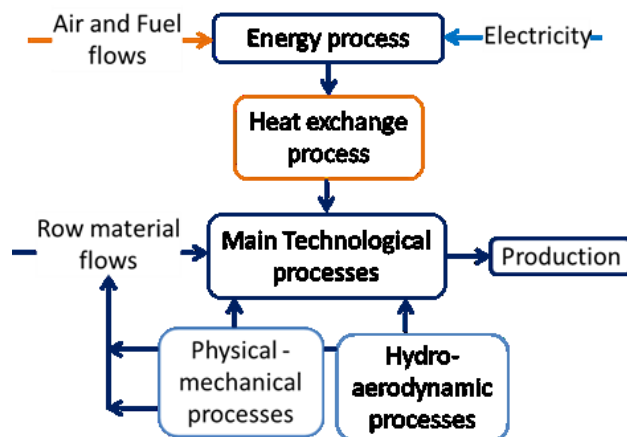 Air and Fuel
flows
Energy process
Electricity
Heat exchange
process
Row material
flows
Main Technological
processes
Production
Physical -
mechanical
processes
Hydro-
aerodynamic
processes